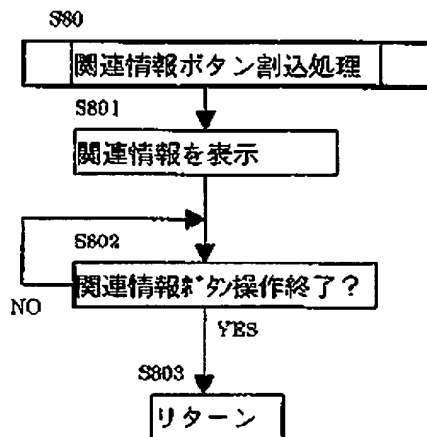 S80
関連情報ボタン割込処理
S801
関連情報を表示
S802
関連情報ﾎﾞﾀﾝ操作終了？
NO
YES
S803
リターン